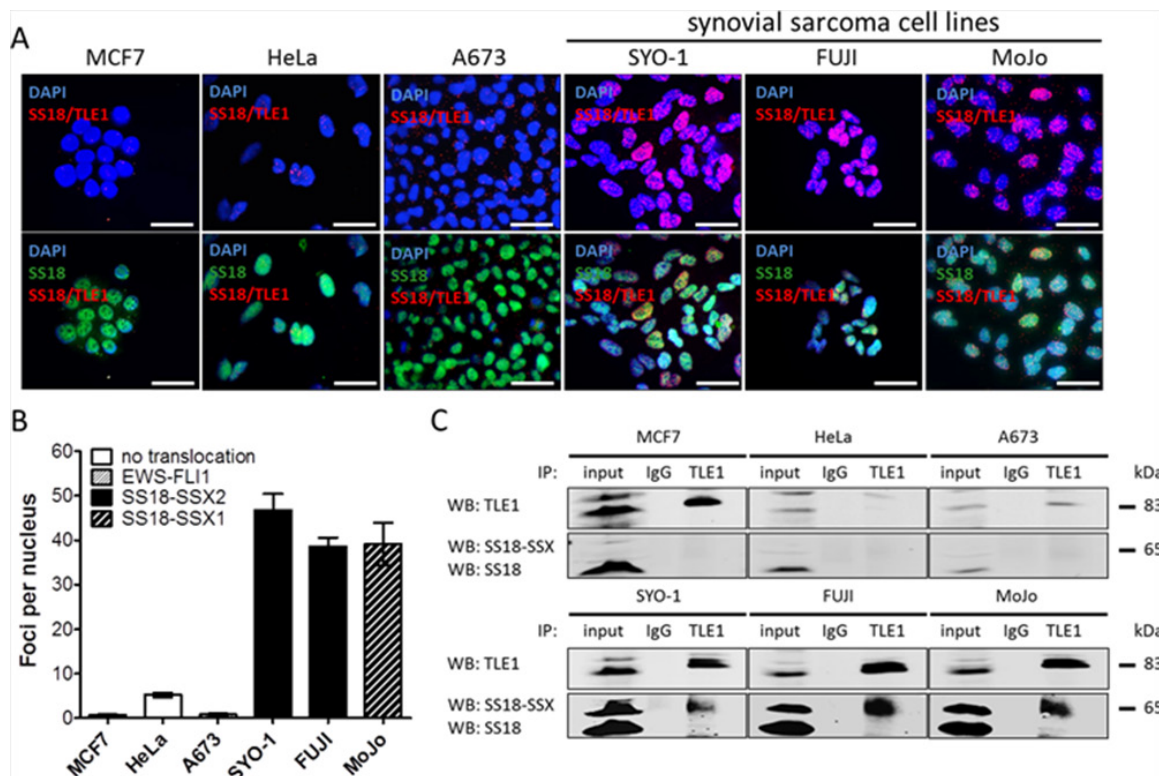 synovial sarcoma cell lines
A
MCF7 HeLa A673 SYO-1 FUJI MoJo
DAPI DAPI DAPI DAPI DAPI DAPI
SS18/TLE1 SS18/TLE1 SS18/TLE1 SS18/TLE1 SS18/TLE1 SS18/TLE1
DAPI DAPI DAPI DAPI DAPI DAPI
SS18 SS18 SS18 SS18 SS18 SS18
SS18/TLE1 SS18/TLE1 SS18/TLE1 SS18/TLE1 SS18/TLE1 SS18/TLE1
B
Foci per nucleus
60
50
40
30
20
10
0
no translocation
EWS-FLI1
SS18-SSX2
SS18-SSX1
MCF7 HeLa A673 SYO-1 FUJI MoJo
C
MCF7 HeLa A673
IP: input IgG TLE1 input IgG TLE1 input IgG TLE1 kDa
WB: TLE1 83
WB: SS18-SSX 65
WB: SS18
SYO-1 FUJI MoJo
IP: input IgG TLE1 input IgG TLE1 input IgG TLE1 kDa
WB: TLE1 83
WB: SS18-SSX 65
WB: SS18